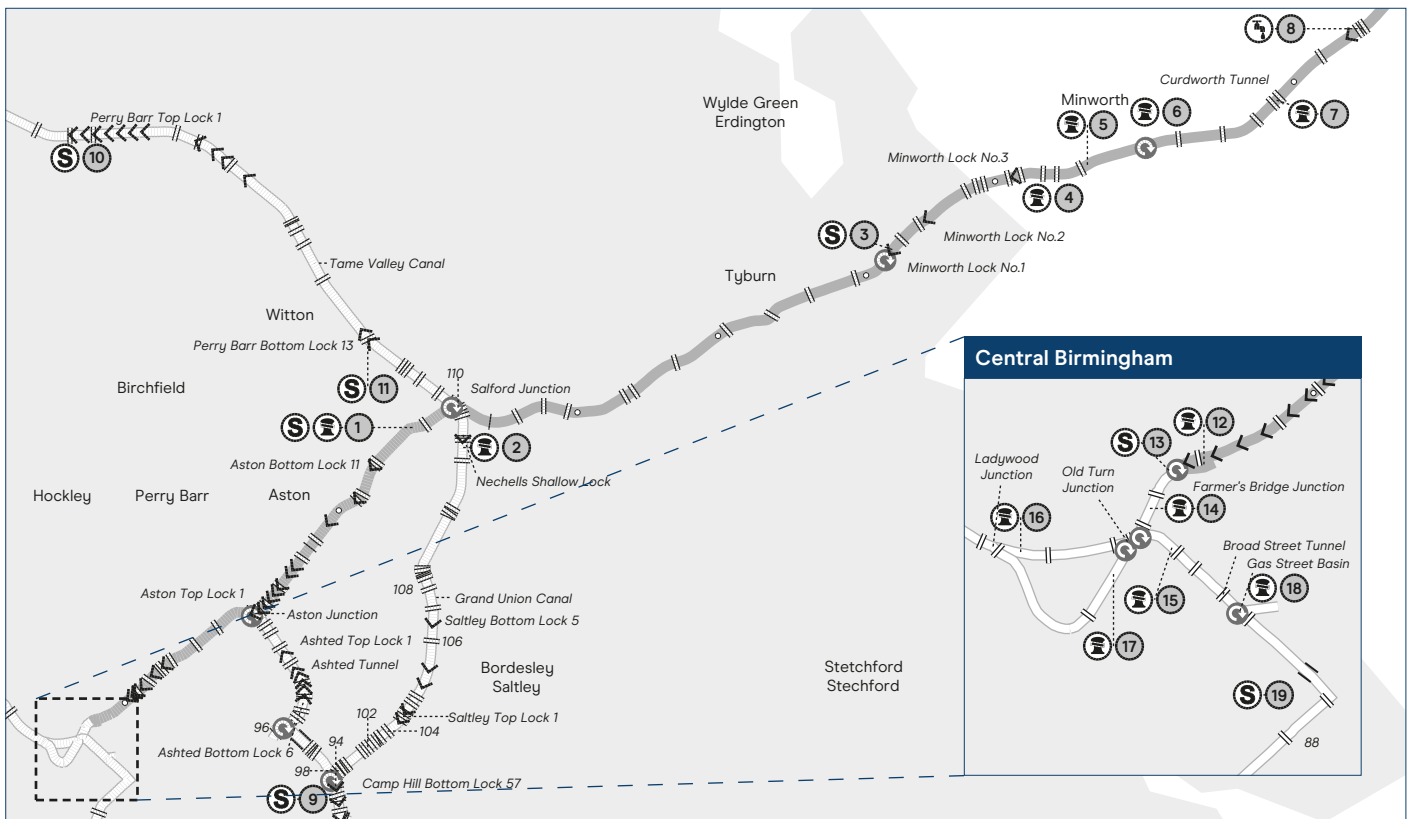 8
Curdworth Tunnel
Wylde Green
Erdington
Minworth
6
5
7
Perry Barr Top Lock 1
S 10
Minworth Lock No.3
4
S 3
Minworth Lock No.2
Minworth Lock No.1
Tame Valley Canal
Tyburn
Witton
Perry Barr Bottom Lock 13
Birchfield
S 11
110
Salford Junction
S 1
2
Aston Bottom Lock 11
Nechells Shallow Lock
Hockley
Perry Barr
Aston
108
Aston Top Lock 1
Aston Junction
Grand Union Canal
Saltley Bottom Lock 5
Ashted Top Lock 1
106
Ashted Tunnel
Bordesley
Saltley
Stetchford
Stechford
102
Saltley Top Lock 1
96
104
94
Ashted Bottom Lock 6
98
Camp Hill Bottom Lock 57
S 9
Central Birmingham
12
S 13
Ladywood
Junction
Old Turn
Junction
Farmer's Bridge Junction
14
16
Broad Street Tunnel
Gas Street Basin
18
15
17
S 19
88